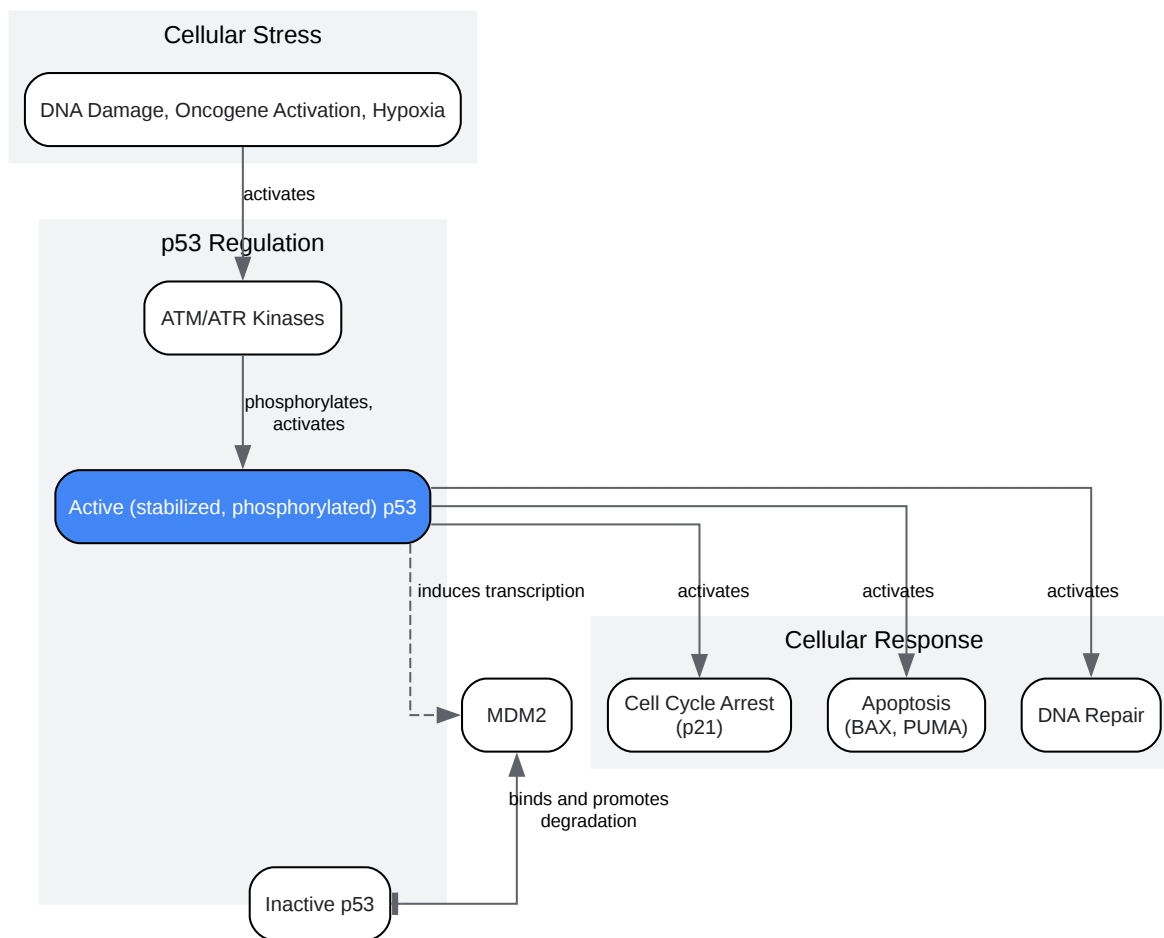 Cellular Stress
DNA Damage, Oncogene Activation, Hypoxia
activates
p53 Regulation
ATM/ATR Kinases
phosphorylates,
activates
Active (stabilized, phosphorylated) p53
induces transcription
activates
activates
activates
Cellular Response
MDM2
Cell Cycle Arrest
(p21)
Apoptosis
(BAX, PUMA)
DNA Repair
binds and promotes
degradation
Inactive p53